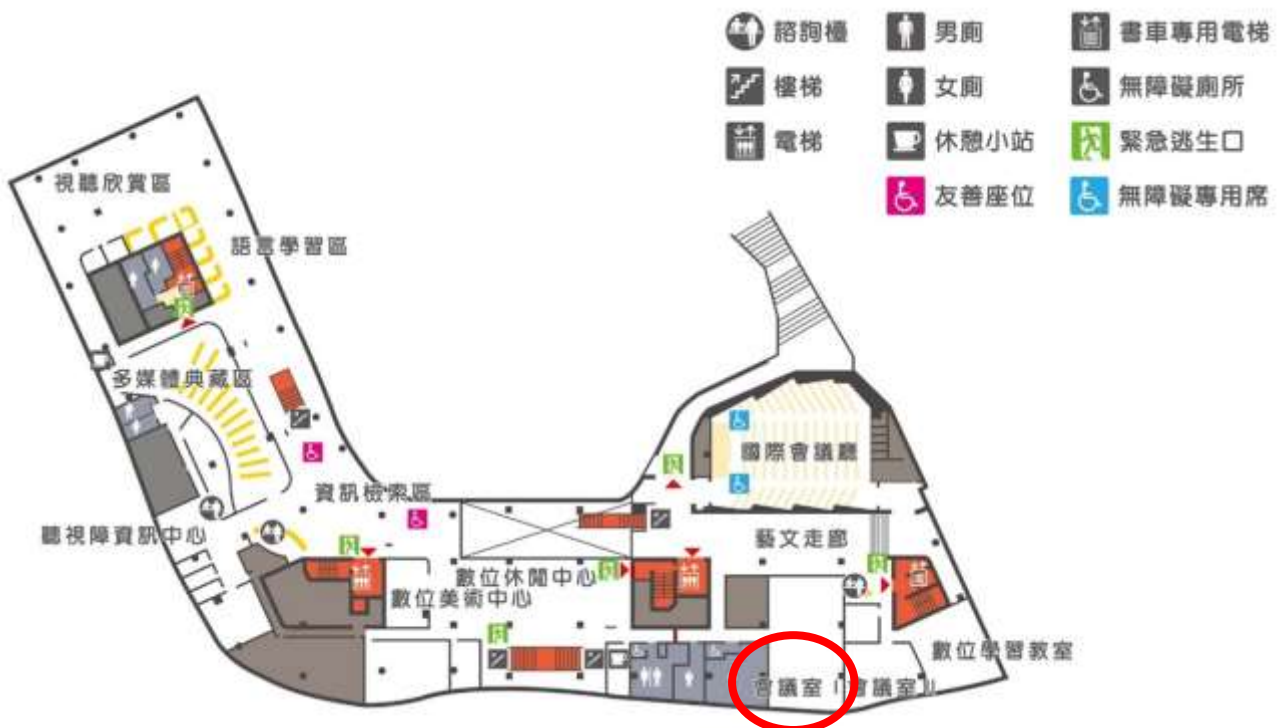 諮詢檯 男廁 書車專用電梯
樓梯 女廁 無障礙廁所
電梯 休憩小站 緊急逃生口
友善座位 無障礙專用席
視聽欣賞區
語言學習區
多媒體典藏區
國際會議廳
資訊檢索區
聽視障資訊中心
藝文走廊
數位休閒中心
數位美術中心
數位學習教室
會議室 I 會議室 II